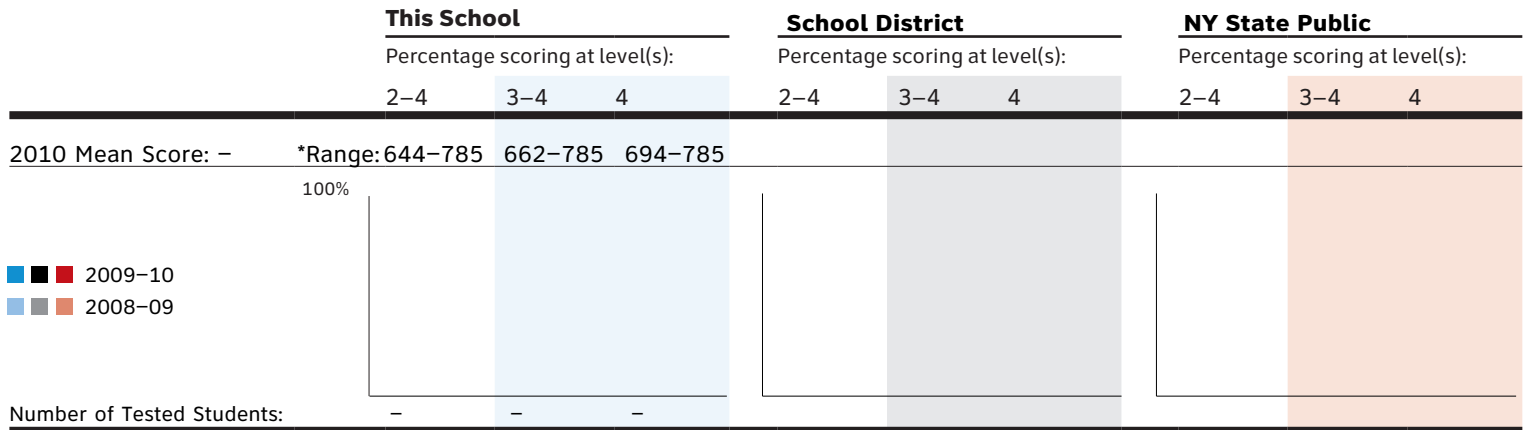 This School School District NY State Public
Percentage scoring at level(s): Percentage scoring at level(s): Percentage scoring at level(s):
2–4 3–4 4 2–4 3–4 4 2–4 3–4 4
2010 Mean Score: – *Range: 644–785 662–785 694–785
100%
2009–10
2008–09
Number of Tested Students: – – –